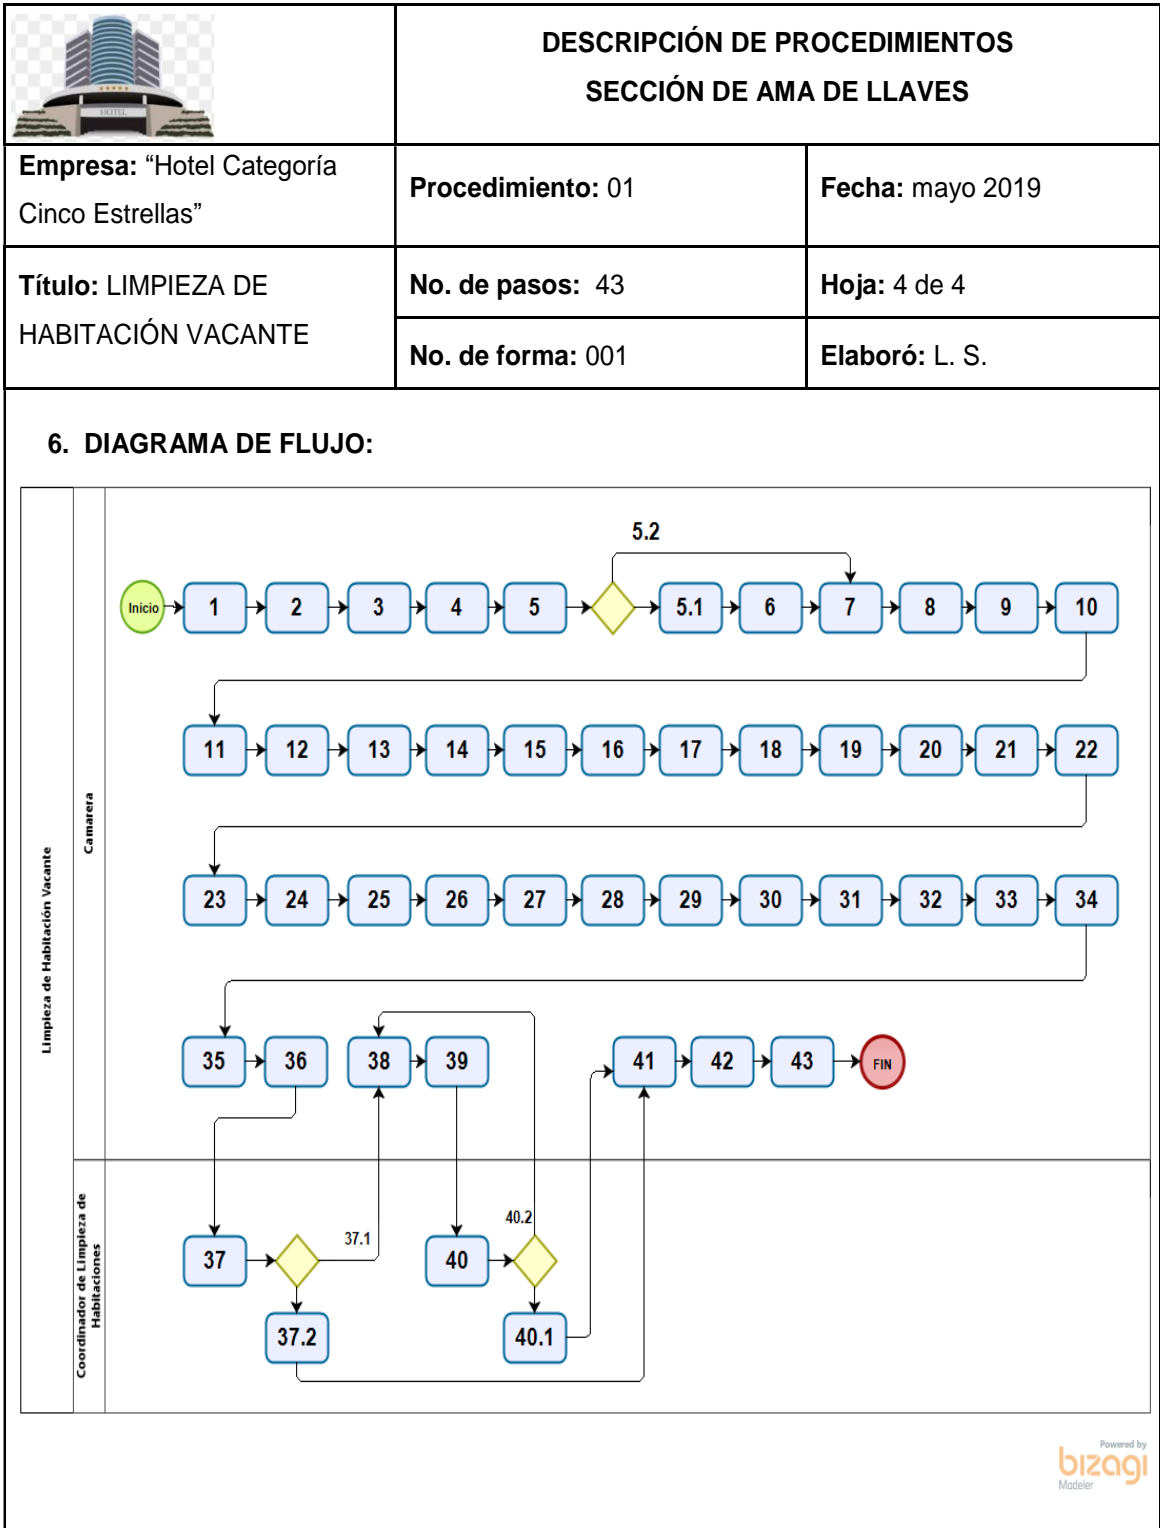 HOTEL
DESCRIPCIÓN DE PROCEDIMIENTOS
SECCIÓN DE AMA DE LLAVES
Empresa: “Hotel Categoría
Cinco Estrellas”
Procedimiento: 01
Fecha: mayo 2019
Título: LIMPIEZA DE
HABITACIÓN VACANTE
No. de pasos: 43
Hoja: 4 de 4
No. de forma: 001
Elaboró: L. S.
6. DIAGRAMA DE FLUJO:
Limpieza de Habitación Vacante
Camarera
5.2
Inicio 1 2 3 4 5 5.1 6 7 8 9 10
11 12 13 14 15 16 17 18 19 20 21 22
23 24 25 26 27 28 29 30 31 32 33 34
35 36 38 39 41 42 43 FIN
Coordinador de Limpieza de
Habitaciones
40.2
37.1
37 40
37.2 40.1
Powered by
bizagi
Modeler